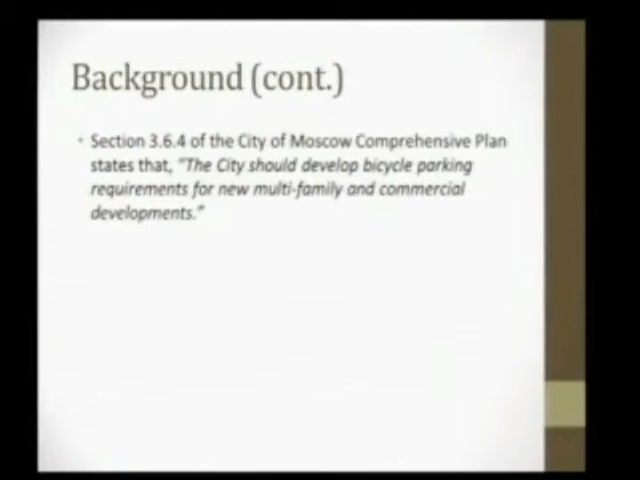 Background (cont.)
• Section 3.6.4 of the City of Moscow Comprehensive Plan
states that, “The City should develop bicycle parking
requirements for new multi-family and commercial
developments.”